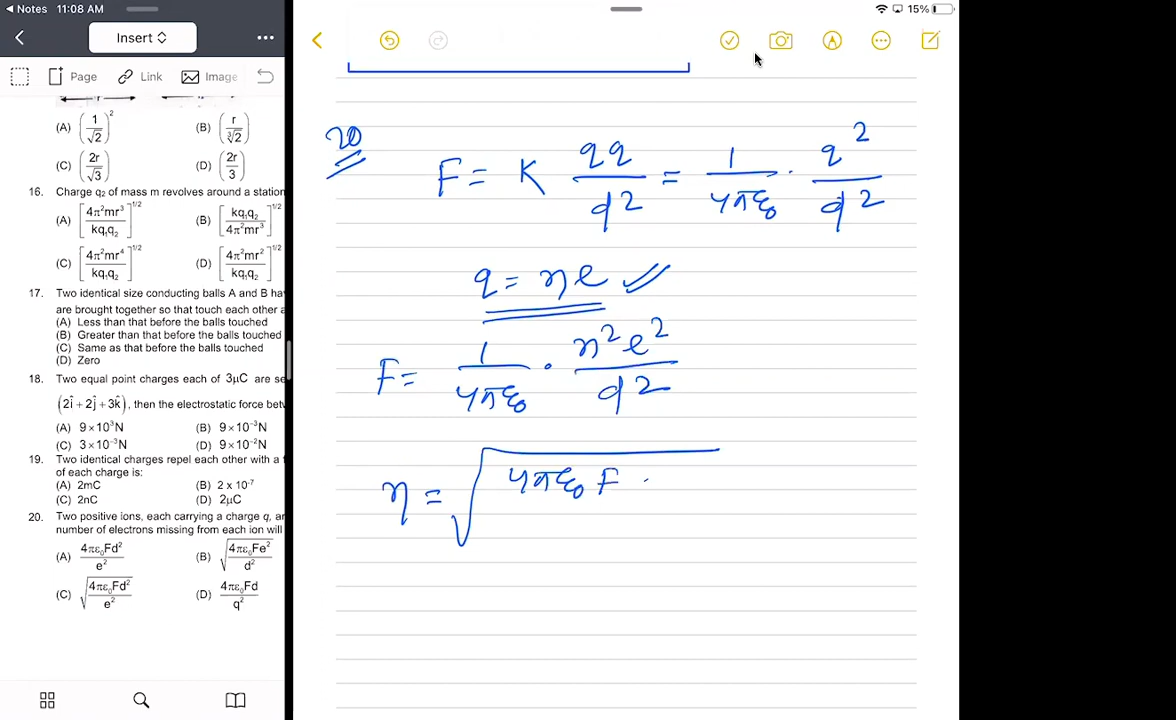 Notes 11:08 AM
15%
Insert
Page Link Image
(A) (1/√2)² (B) (r/∛2)
(C) (2r/√3) (D) (2r/3)
16. Charge q₂ of mass m revolves around a station
(A) [4π²mr³/kq₁q₂]^1/2 (B) [kq₁q₂/4π²mr³]^1/2
(C) [4π²mr⁴/kq₁q₂]^1/2 (D) [4π²mr²/kq₁q₂]^1/2
17. Two identical size conducting balls A and B ha
are brought together so that touch each other a
(A) Less than that before the balls touched
(B) Greater than that before the balls touched
(C) Same as that before the balls touched
(D) Zero
18. Two equal point charges each of 3μC are se
(2î + 2ĵ + 3k̂), then the electrostatic force bet
(A) 9×10³N (B) 9×10⁻³N
(C) 3×10⁻³N (D) 9×10⁻²N
19. Two identical charges repel each other with a f
of each charge is:
(A) 2mC (B) 2 x 10⁻⁷
(C) 2nC (D) 2μC
20. Two positive ions, each carrying a charge q, a
number of electrons missing from each ion will
(A) 4πε₀Fd²/e² (B) √(4πε₀Fe²/d²)
(C) √(4πε₀Fd²/e²) (D) 4πε₀Fd/q²
20
F = K qq/d² = 1/4πε₀ · q²/d²
q = ne
F = 1/4πε₀ · n²e²/d²
n = √4πε₀ F ·